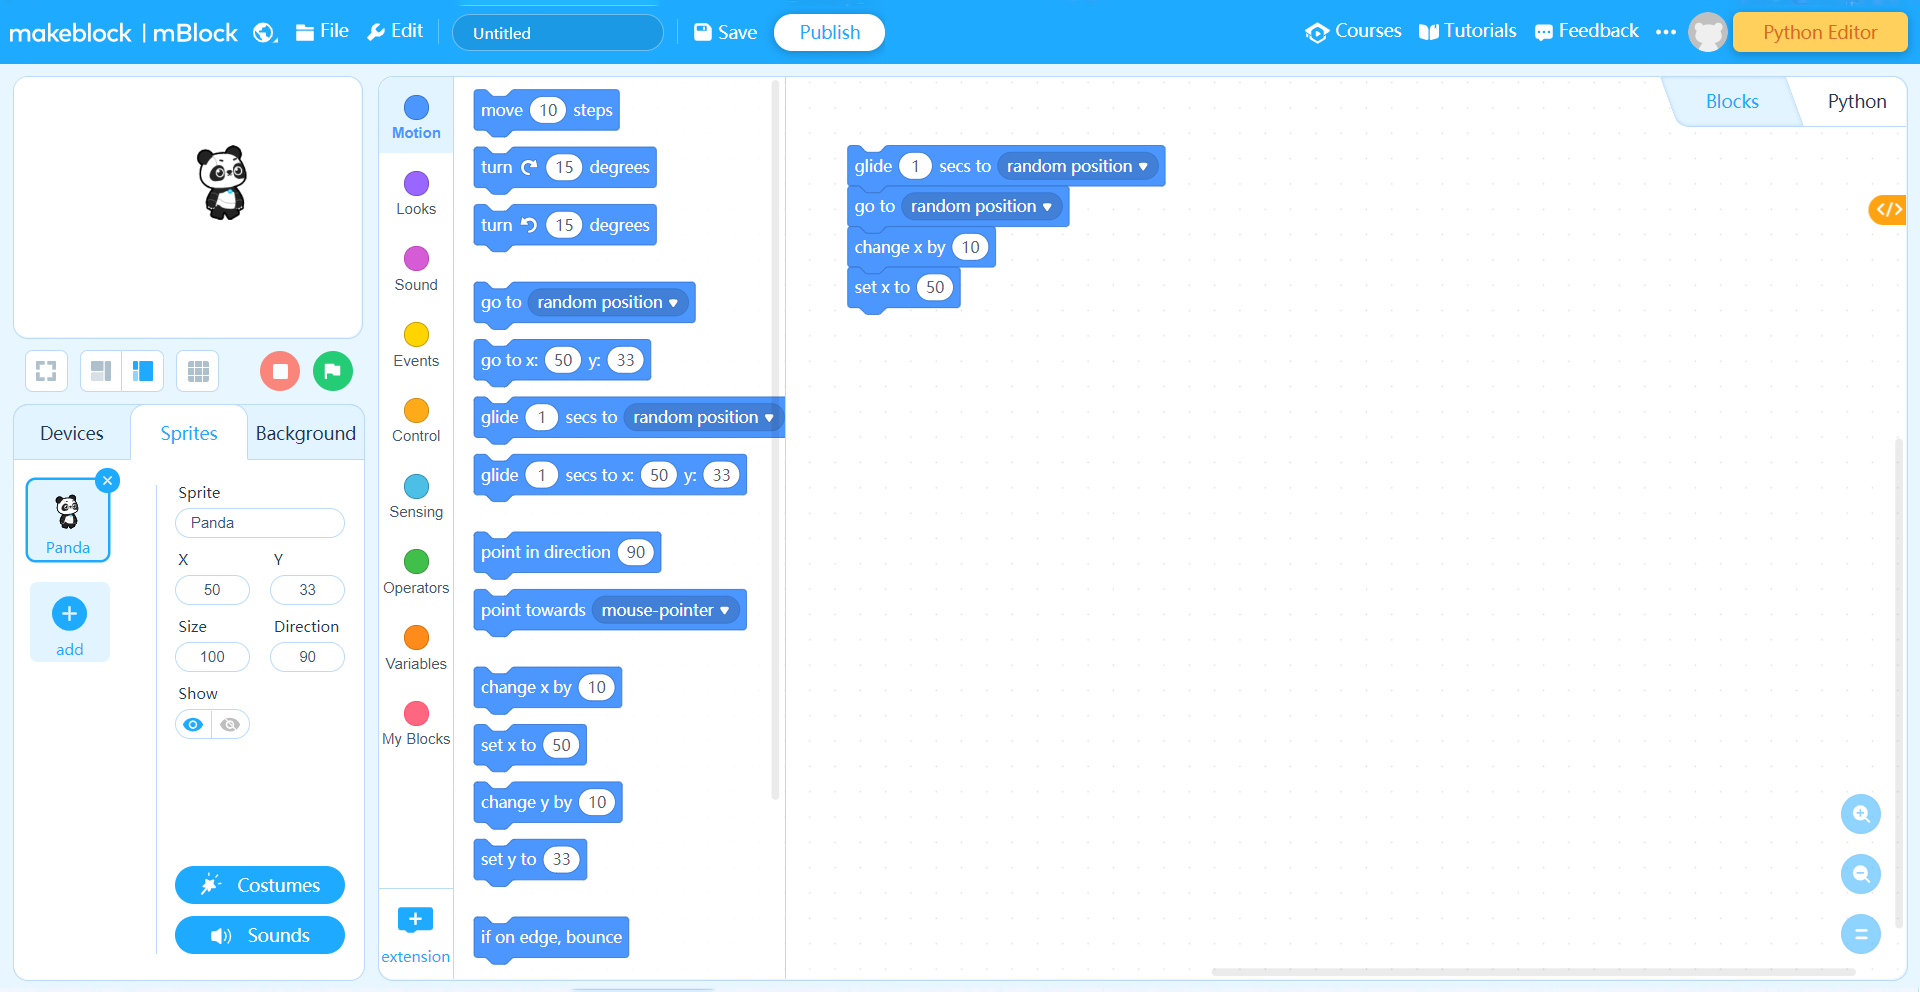 makeblock | mBlock File Edit Untitled Save Publish Courses Tutorials Feedback Python Editor
Devices Sprites Background
Panda
add
Sprite
Panda
X Y
50 33
Size Direction
100 90
Show
Costumes
Sounds
Motion
Looks
Sound
Events
Control
Sensing
Operators
Variables
My Blocks
extension
move 10 steps
turn 15 degrees
turn 15 degrees
go to random position
go to x: 50 y: 33
glide 1 secs to random position
glide 1 secs to x: 50 y: 33
point in direction 90
point towards mouse-pointer
change x by 10
set x to 50
change y by 10
set y to 33
if on edge, bounce
Blocks Python
glide 1 secs to random position
go to random position
change x by 10
set x to 50